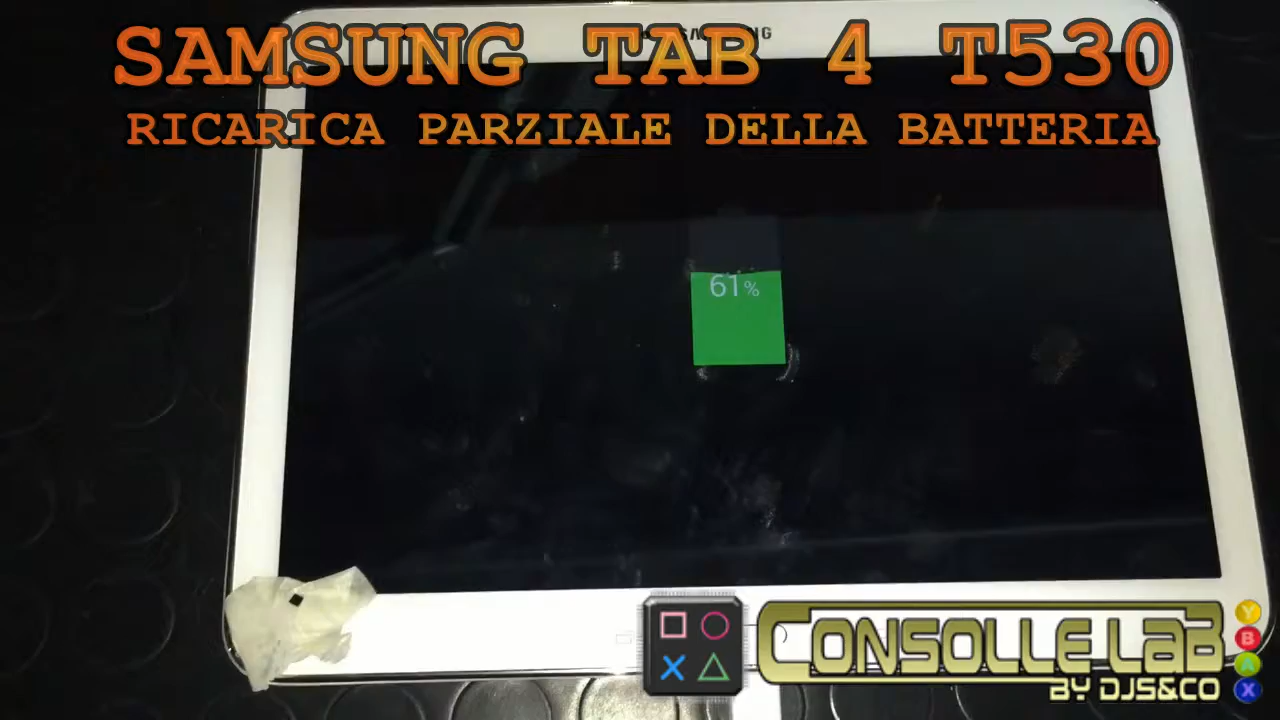 SAMSUNG TAB 4 T530
RICARICA PARZIALE DELLA BATTERIA
61%
CONSOLLE LAB
BY DJS&CO
Y
B
A
X